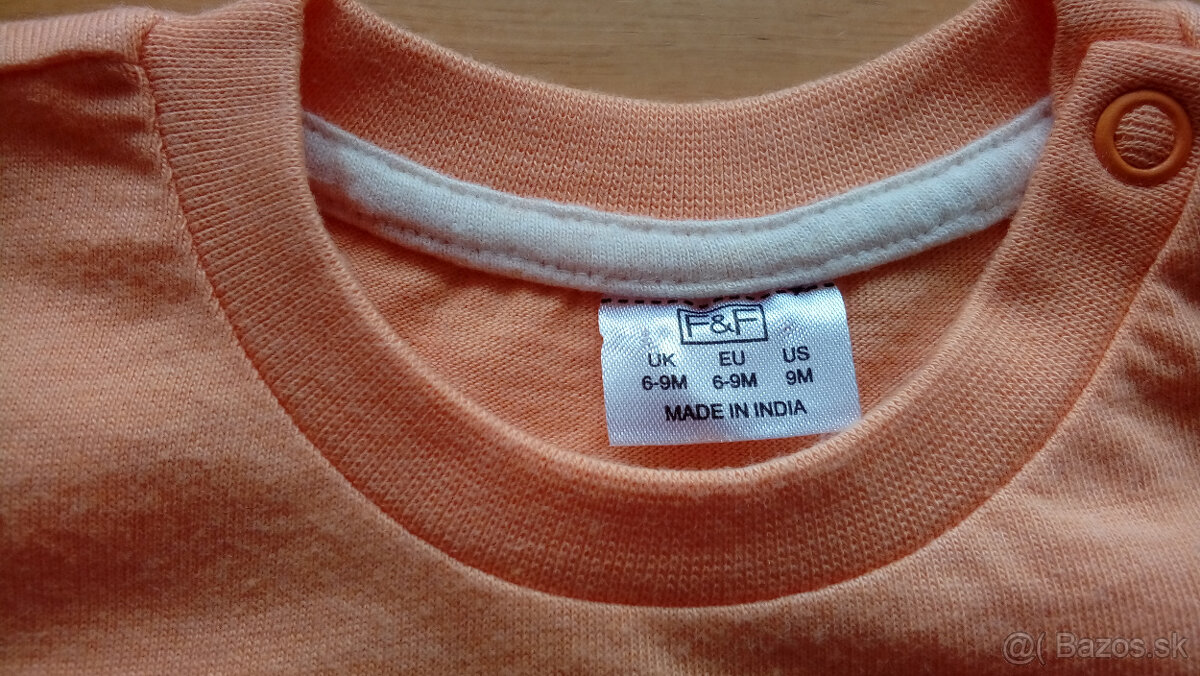 F&F
UK EU US
6-9M 6-9M 9M
MADE IN INDIA
@( Bazos.sk